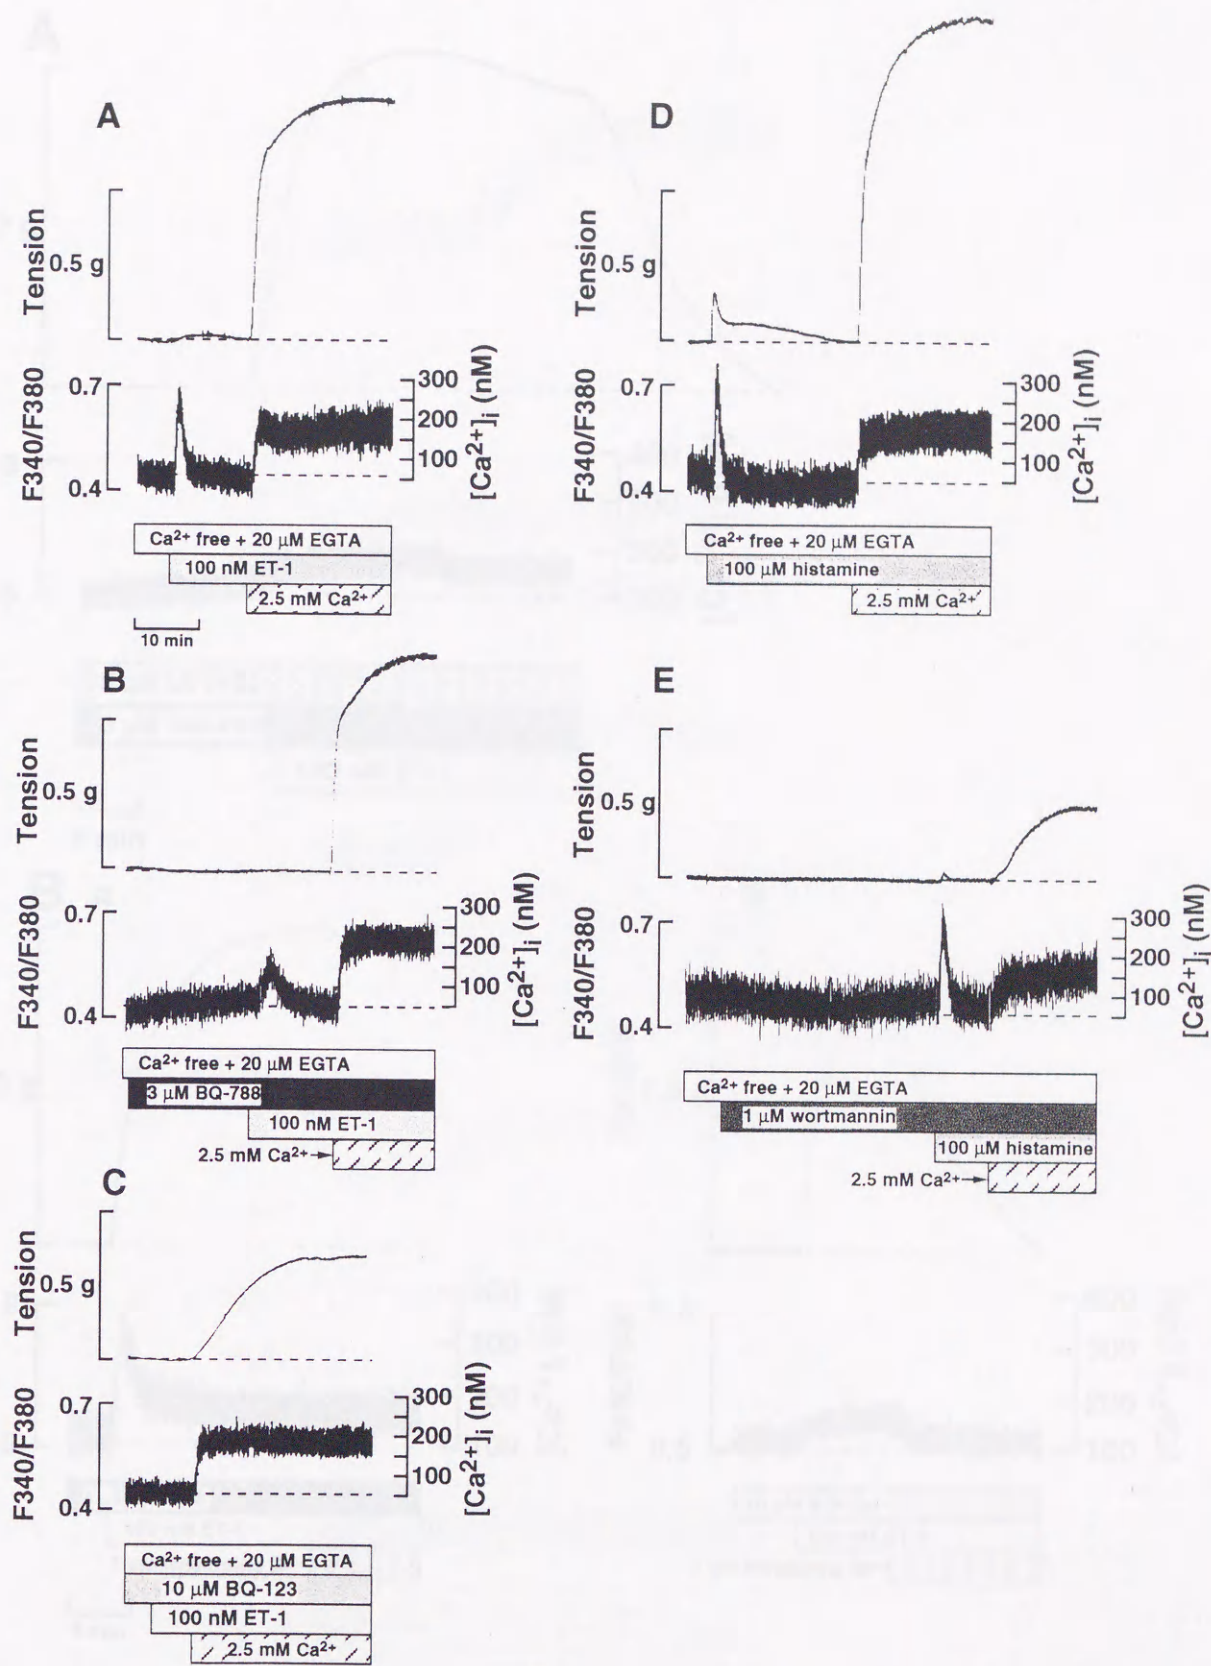 A
Tension
0.5 g
F340/F380
0.7
0.4
300
200
100
[Ca²⁺]i (nM)
Ca²⁺ free + 20 µM EGTA
100 nM ET-1
2.5 mM Ca²⁺
10 min
B
Tension
0.5 g
F340/F380
0.7
0.4
300
200
100
[Ca²⁺]i (nM)
Ca²⁺ free + 20 µM EGTA
3 µM BQ-788
100 nM ET-1
2.5 mM Ca²⁺
C
Tension
0.5 g
F340/F380
0.7
0.4
300
200
100
[Ca²⁺]i (nM)
Ca²⁺ free + 20 µM EGTA
10 µM BQ-123
100 nM ET-1
2.5 mM Ca²⁺
D
Tension
0.5 g
F340/F380
0.7
0.4
300
200
100
[Ca²⁺]i (nM)
Ca²⁺ free + 20 µM EGTA
100 µM histamine
2.5 mM Ca²⁺
E
Tension
0.5 g
F340/F380
0.7
0.4
300
200
100
[Ca²⁺]i (nM)
Ca²⁺ free + 20 µM EGTA
1 µM wortmannin
100 µM histamine
2.5 mM Ca²⁺